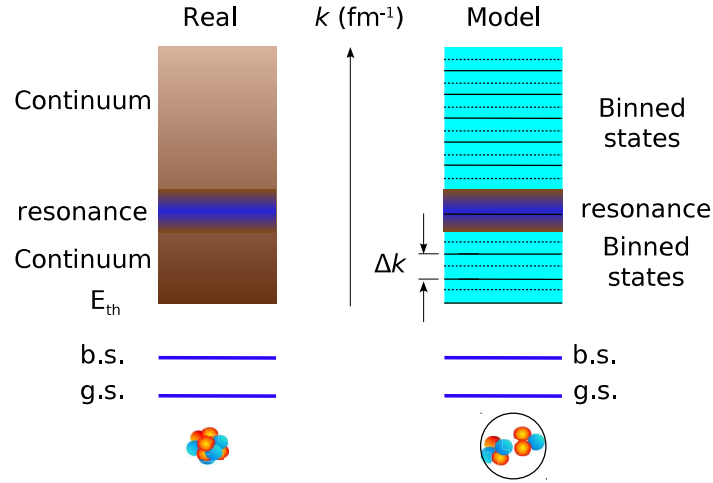 Real
k (fm⁻¹)
Model
Continuum
Binned
states
resonance
resonance
Continuum
Δk
Binned
states
Eth
b.s.
b.s.
g.s.
g.s.